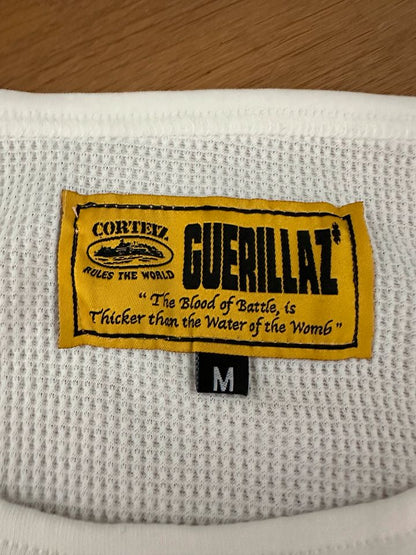 CORTEIZ
RULES THE WORLD
GUERILLAZ
"The Blood of Battle, is
Thicker than the Water of the Womb"
M